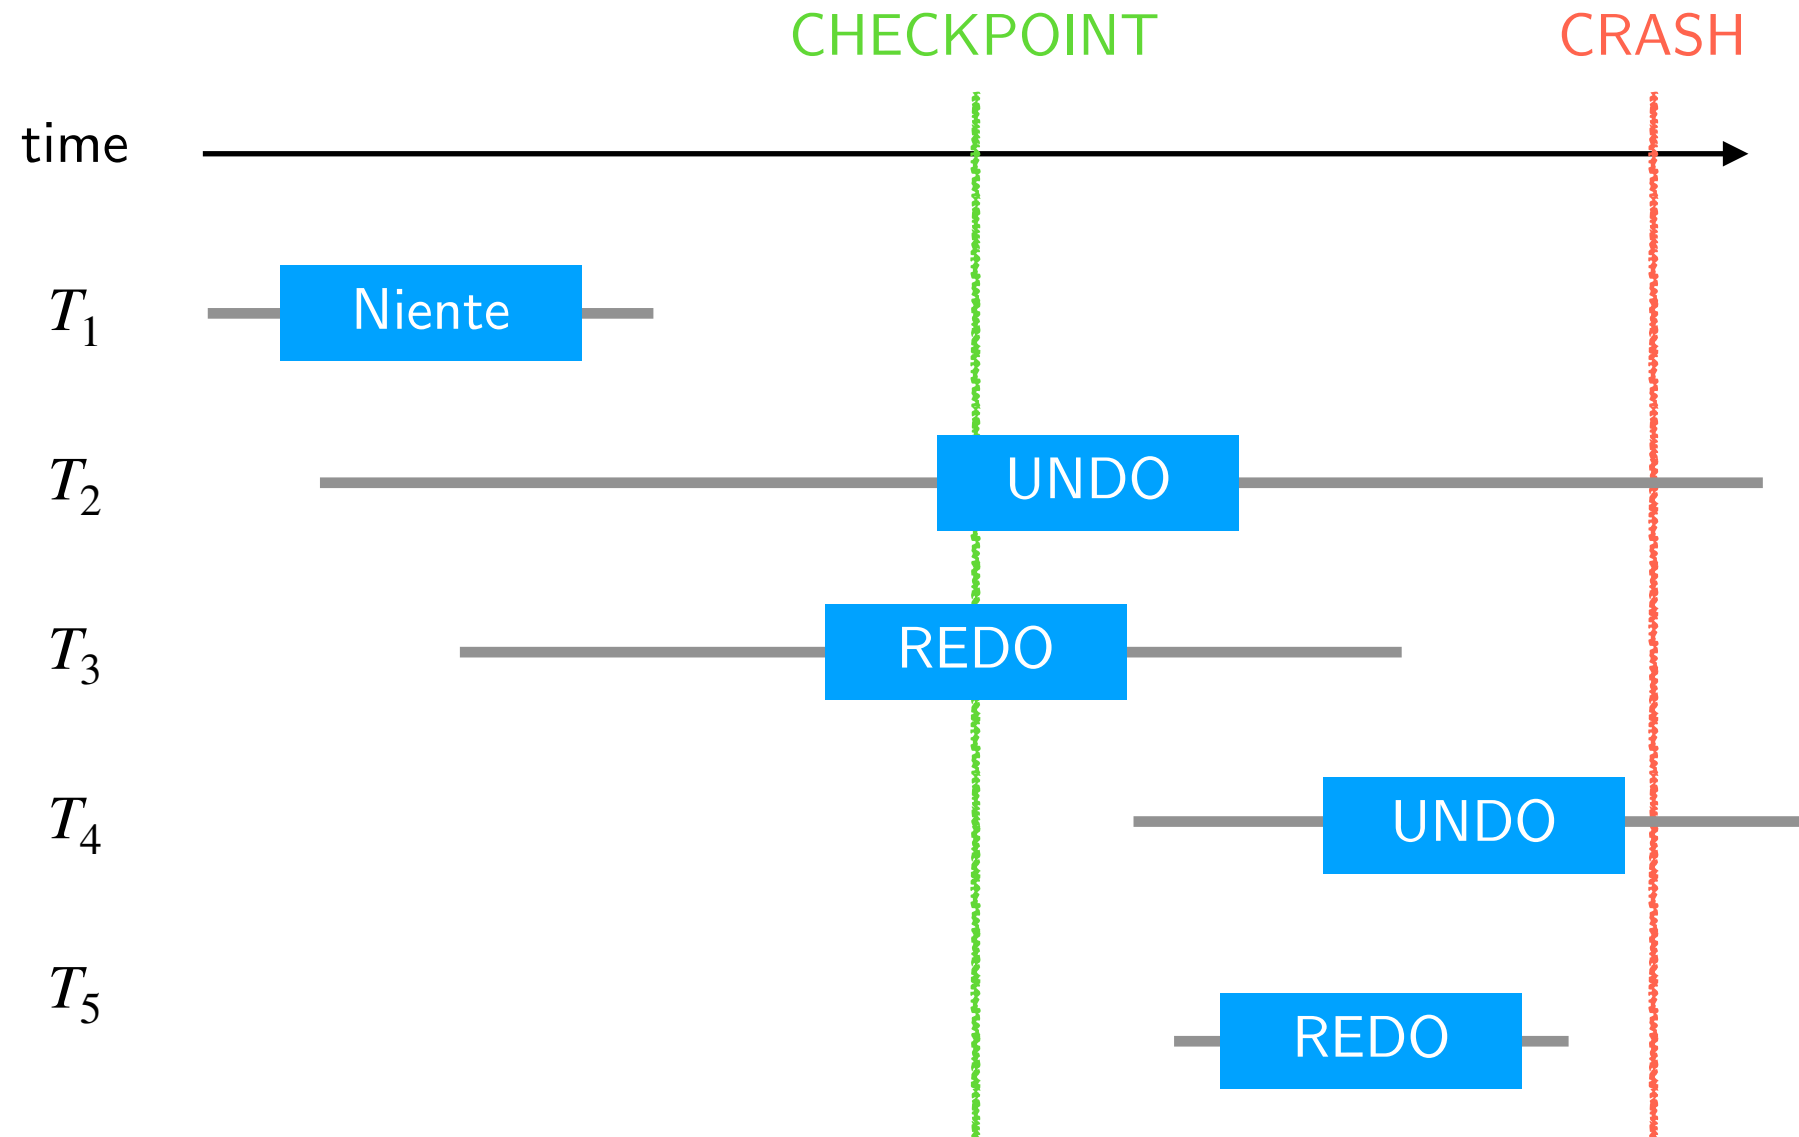 CHECKPOINT CRASH
time
T₁ Niente
T₂ UNDO
T₃ REDO
T₄ UNDO
T₅ REDO